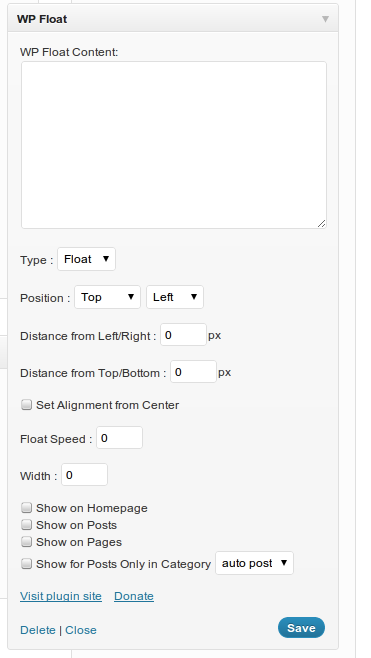 WP Float
WP Float Content:
Type : Float
Position : Top Left
Distance from Left/Right : 0 px
Distance from Top/Bottom : 0 px
Set Alignment from Center
Float Speed : 0
Width : 0
Show on Homepage
Show on Posts
Show on Pages
Show for Posts Only in Category auto post
Visit plugin site Donate
Delete | Close Save